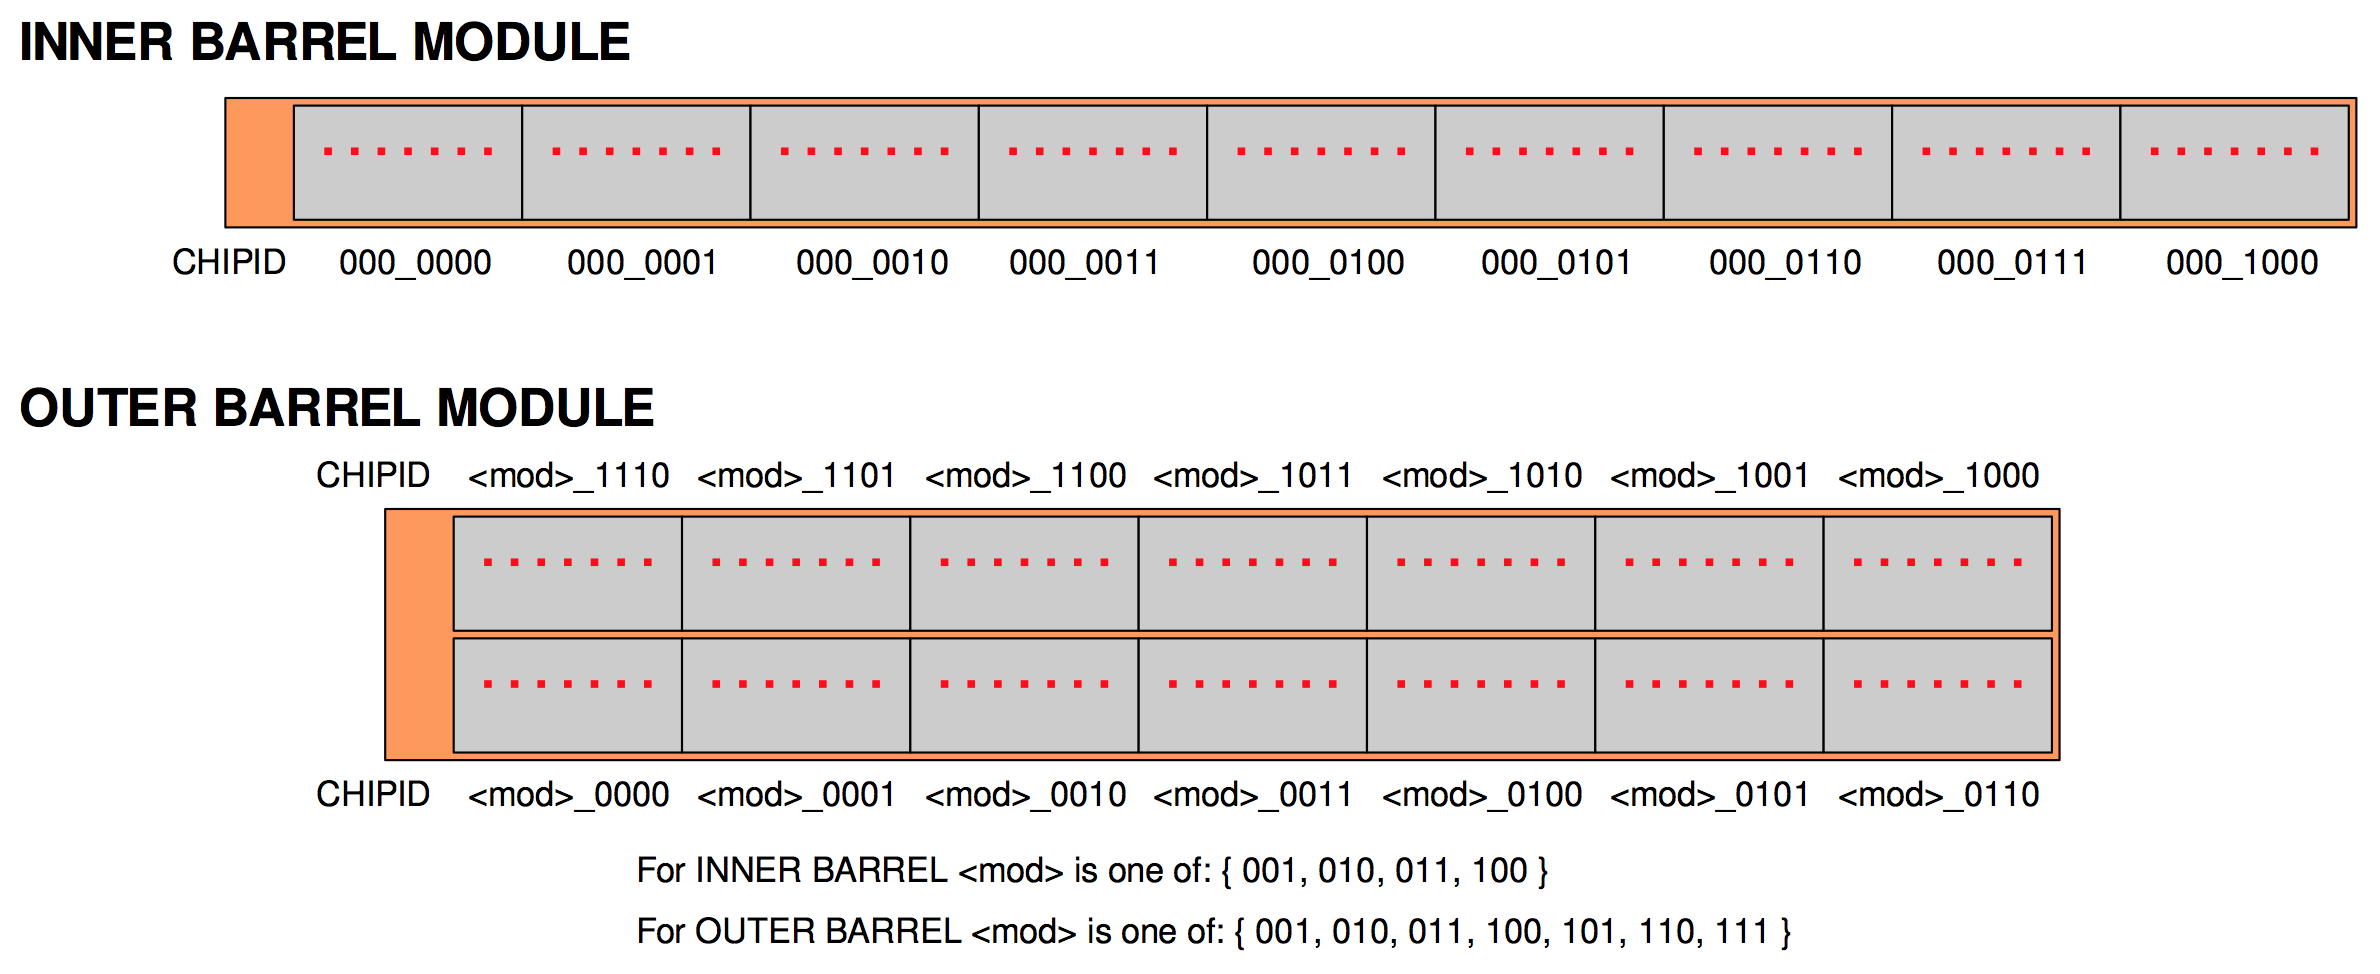 INNER BARREL MODULE
CHIPID 000_0000 000_0001 000_0010 000_0011 000_0100 000_0101 000_0110 000_0111 000_1000
OUTER BARREL MODULE
CHIPID <mod>_1110 <mod>_1101 <mod>_1100 <mod>_1011 <mod>_1010 <mod>_1001 <mod>_1000
CHIPID <mod>_0000 <mod>_0001 <mod>_0010 <mod>_0011 <mod>_0100 <mod>_0101 <mod>_0110
For INNER BARREL <mod> is one of: { 001, 010, 011, 100 }
For OUTER BARREL <mod> is one of: { 001, 010, 011, 100, 101, 110, 111 }